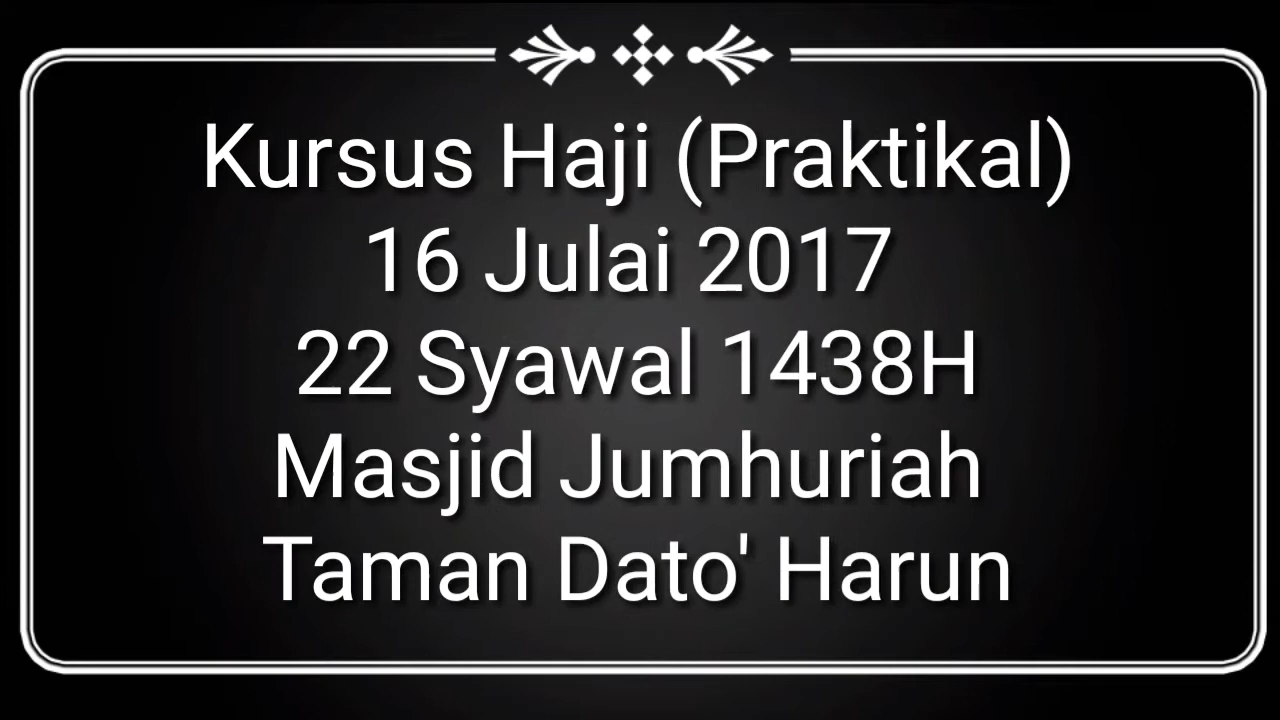 Kursus Haji (Praktikal)
16 Julai 2017
22 Syawal 1438H
Masjid Jumhuriah
Taman Dato' Harun